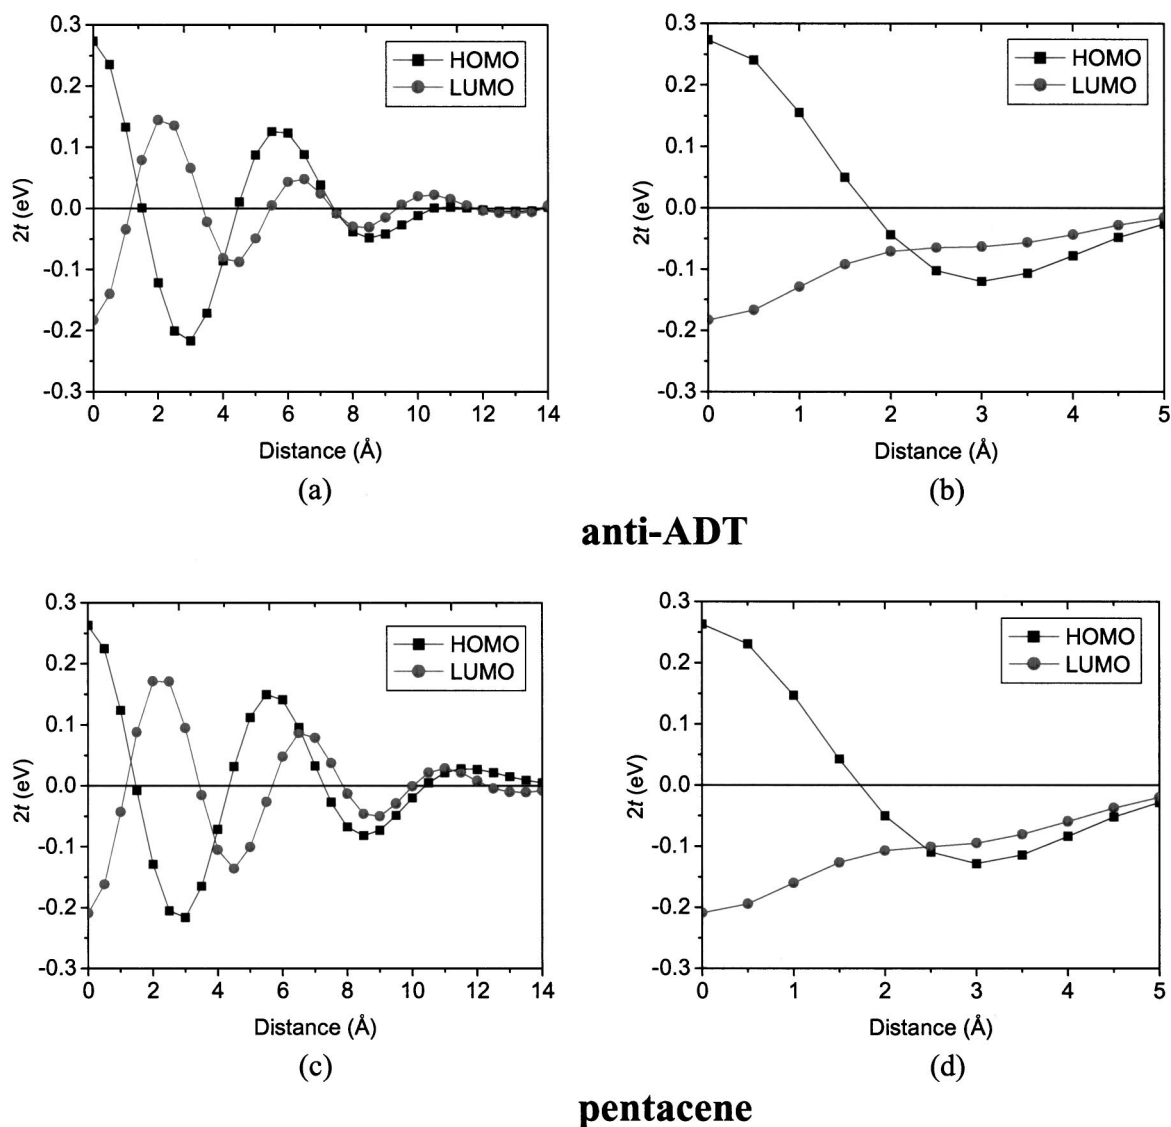 0.3
0.2
0.1
0.0
-0.1
-0.2
-0.3
2t (eV)
HOMO
LUMO
0 2 4 6 8 10 12 14
Distance (Å)
(a)
0.3
0.2
0.1
0.0
-0.1
-0.2
-0.3
2t (eV)
HOMO
LUMO
0 1 2 3 4 5
Distance (Å)
(b)
anti-ADT
0.3
0.2
0.1
0.0
-0.1
-0.2
-0.3
2t (eV)
HOMO
LUMO
0 2 4 6 8 10 12 14
Distance (Å)
(c)
0.3
0.2
0.1
0.0
-0.1
-0.2
-0.3
2t (eV)
HOMO
LUMO
0 1 2 3 4 5
Distance (Å)
(d)
pentacene